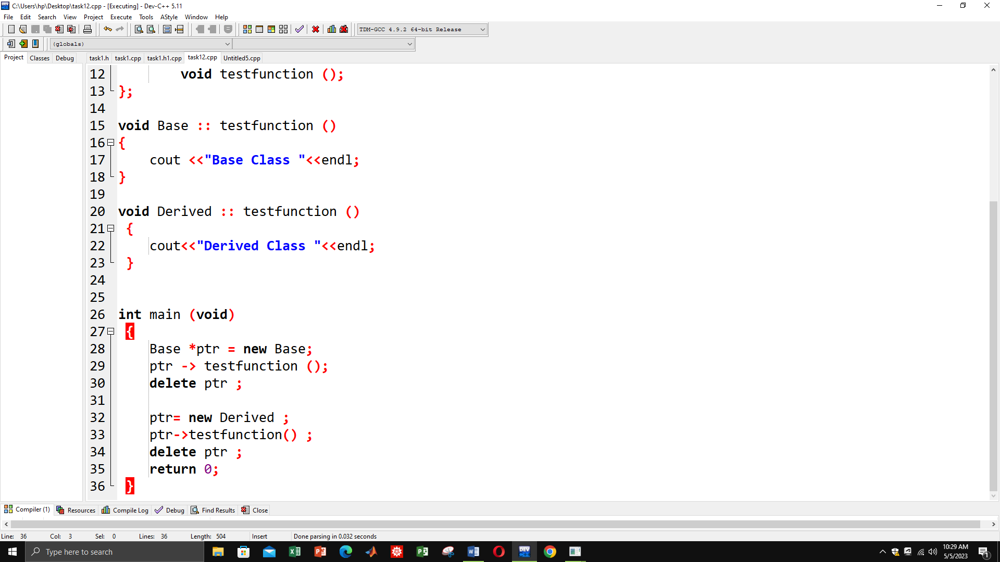 C:\Users\hp\Desktop\task12.cpp - [Executing] - Dev-C++ 5.11
File Edit Search View Project Execute Tools AStyle Window Help
TDM-GCC 4.9.2 64-bit Release
(globals)
Project Classes Debug task1.h task1.cpp task1.h1.cpp task12.cpp Untitled5.cpp
12 void testfunction ();
13 };
14
15 void Base :: testfunction ()
16 {
17 cout <<"Base Class "<<endl;
18 }
19
20 void Derived :: testfunction ()
21 {
22 cout<<"Derived Class "<<endl;
23 }
24
25
26 int main (void)
27 {
28 Base *ptr = new Base;
29 ptr -> testfunction ();
30 delete ptr ;
31
32 ptr= new Derived ;
33 ptr->testfunction() ;
34 delete ptr ;
35 return 0;
36 }
Compiler (1) Resources Compile Log Debug Find Results Close
Line: 36 Col: 3 Sel: 0 Lines: 36 Length: 504 Insert Done parsing in 0.032 seconds
Type here to search
DEV
10:29 AM
5/5/2023
1